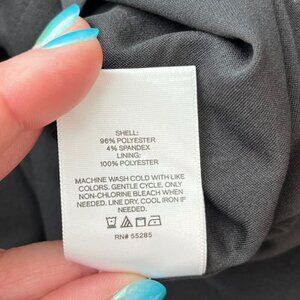 SHELL:
96% POLYESTER
4% SPANDEX
LINING:
100% POLYESTER
MACHINE WASH COLD WITH LIKE
COLORS. GENTLE CYCLE. ONLY
NON-CHLORINE BLEACH WHEN
NEEDED. LINE DRY. COOL IRON IF
NEEDED.
RN# 55285